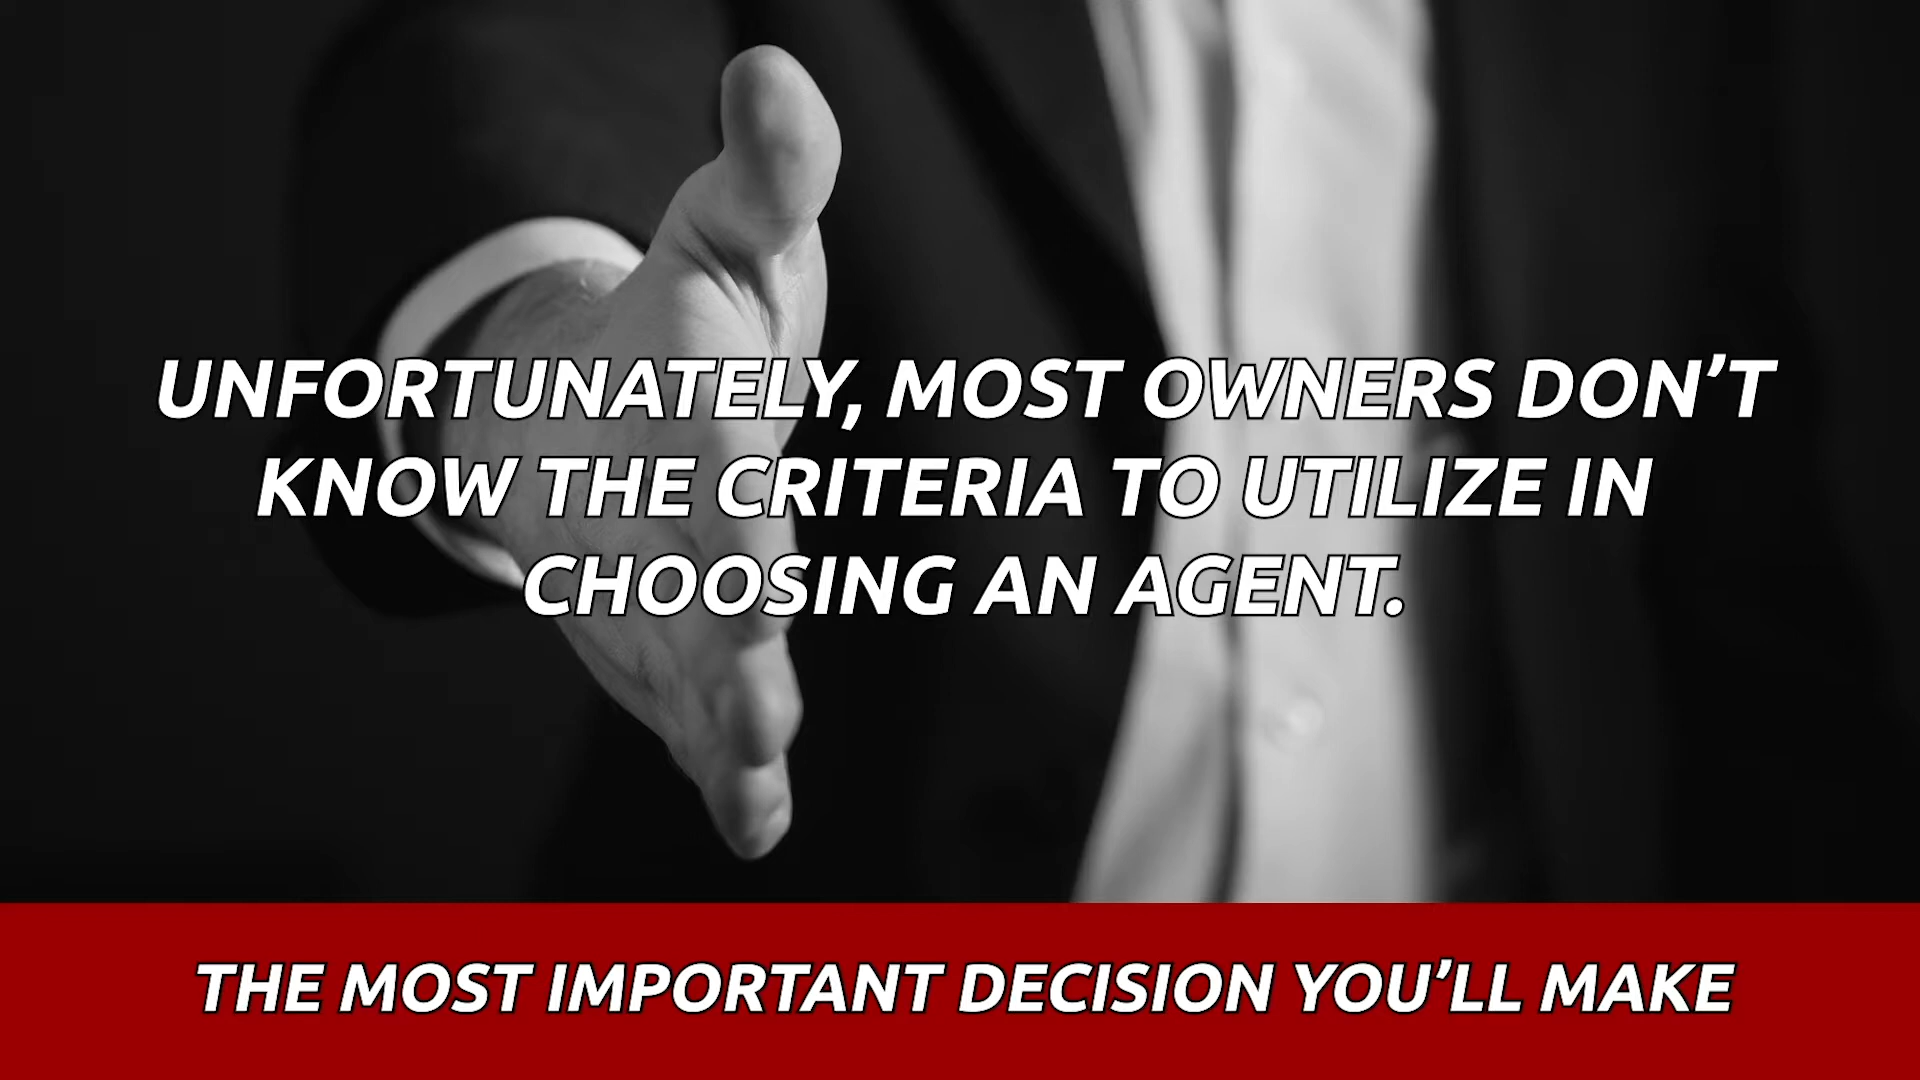 UNFORTUNATELY, MOST OWNERS DON’T
KNOW THE CRITERIA TO UTILIZE IN
CHOOSING AN AGENT.
THE MOST IMPORTANT DECISION YOU’LL MAKE